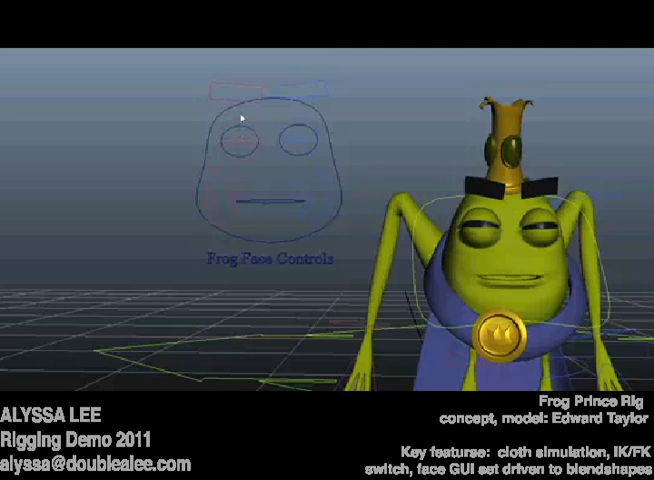 Frog Face Controls
ALYSSA LEE
Rigging Demo 2011
alyssa@doublealee.com
Frog Prince Rig
concept, model: Edward Taylor
Key featurse: cloth simulation, IK/FK
switch, face GUI set driven to blendshapes